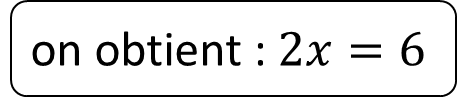 on obtient : 2x = 6